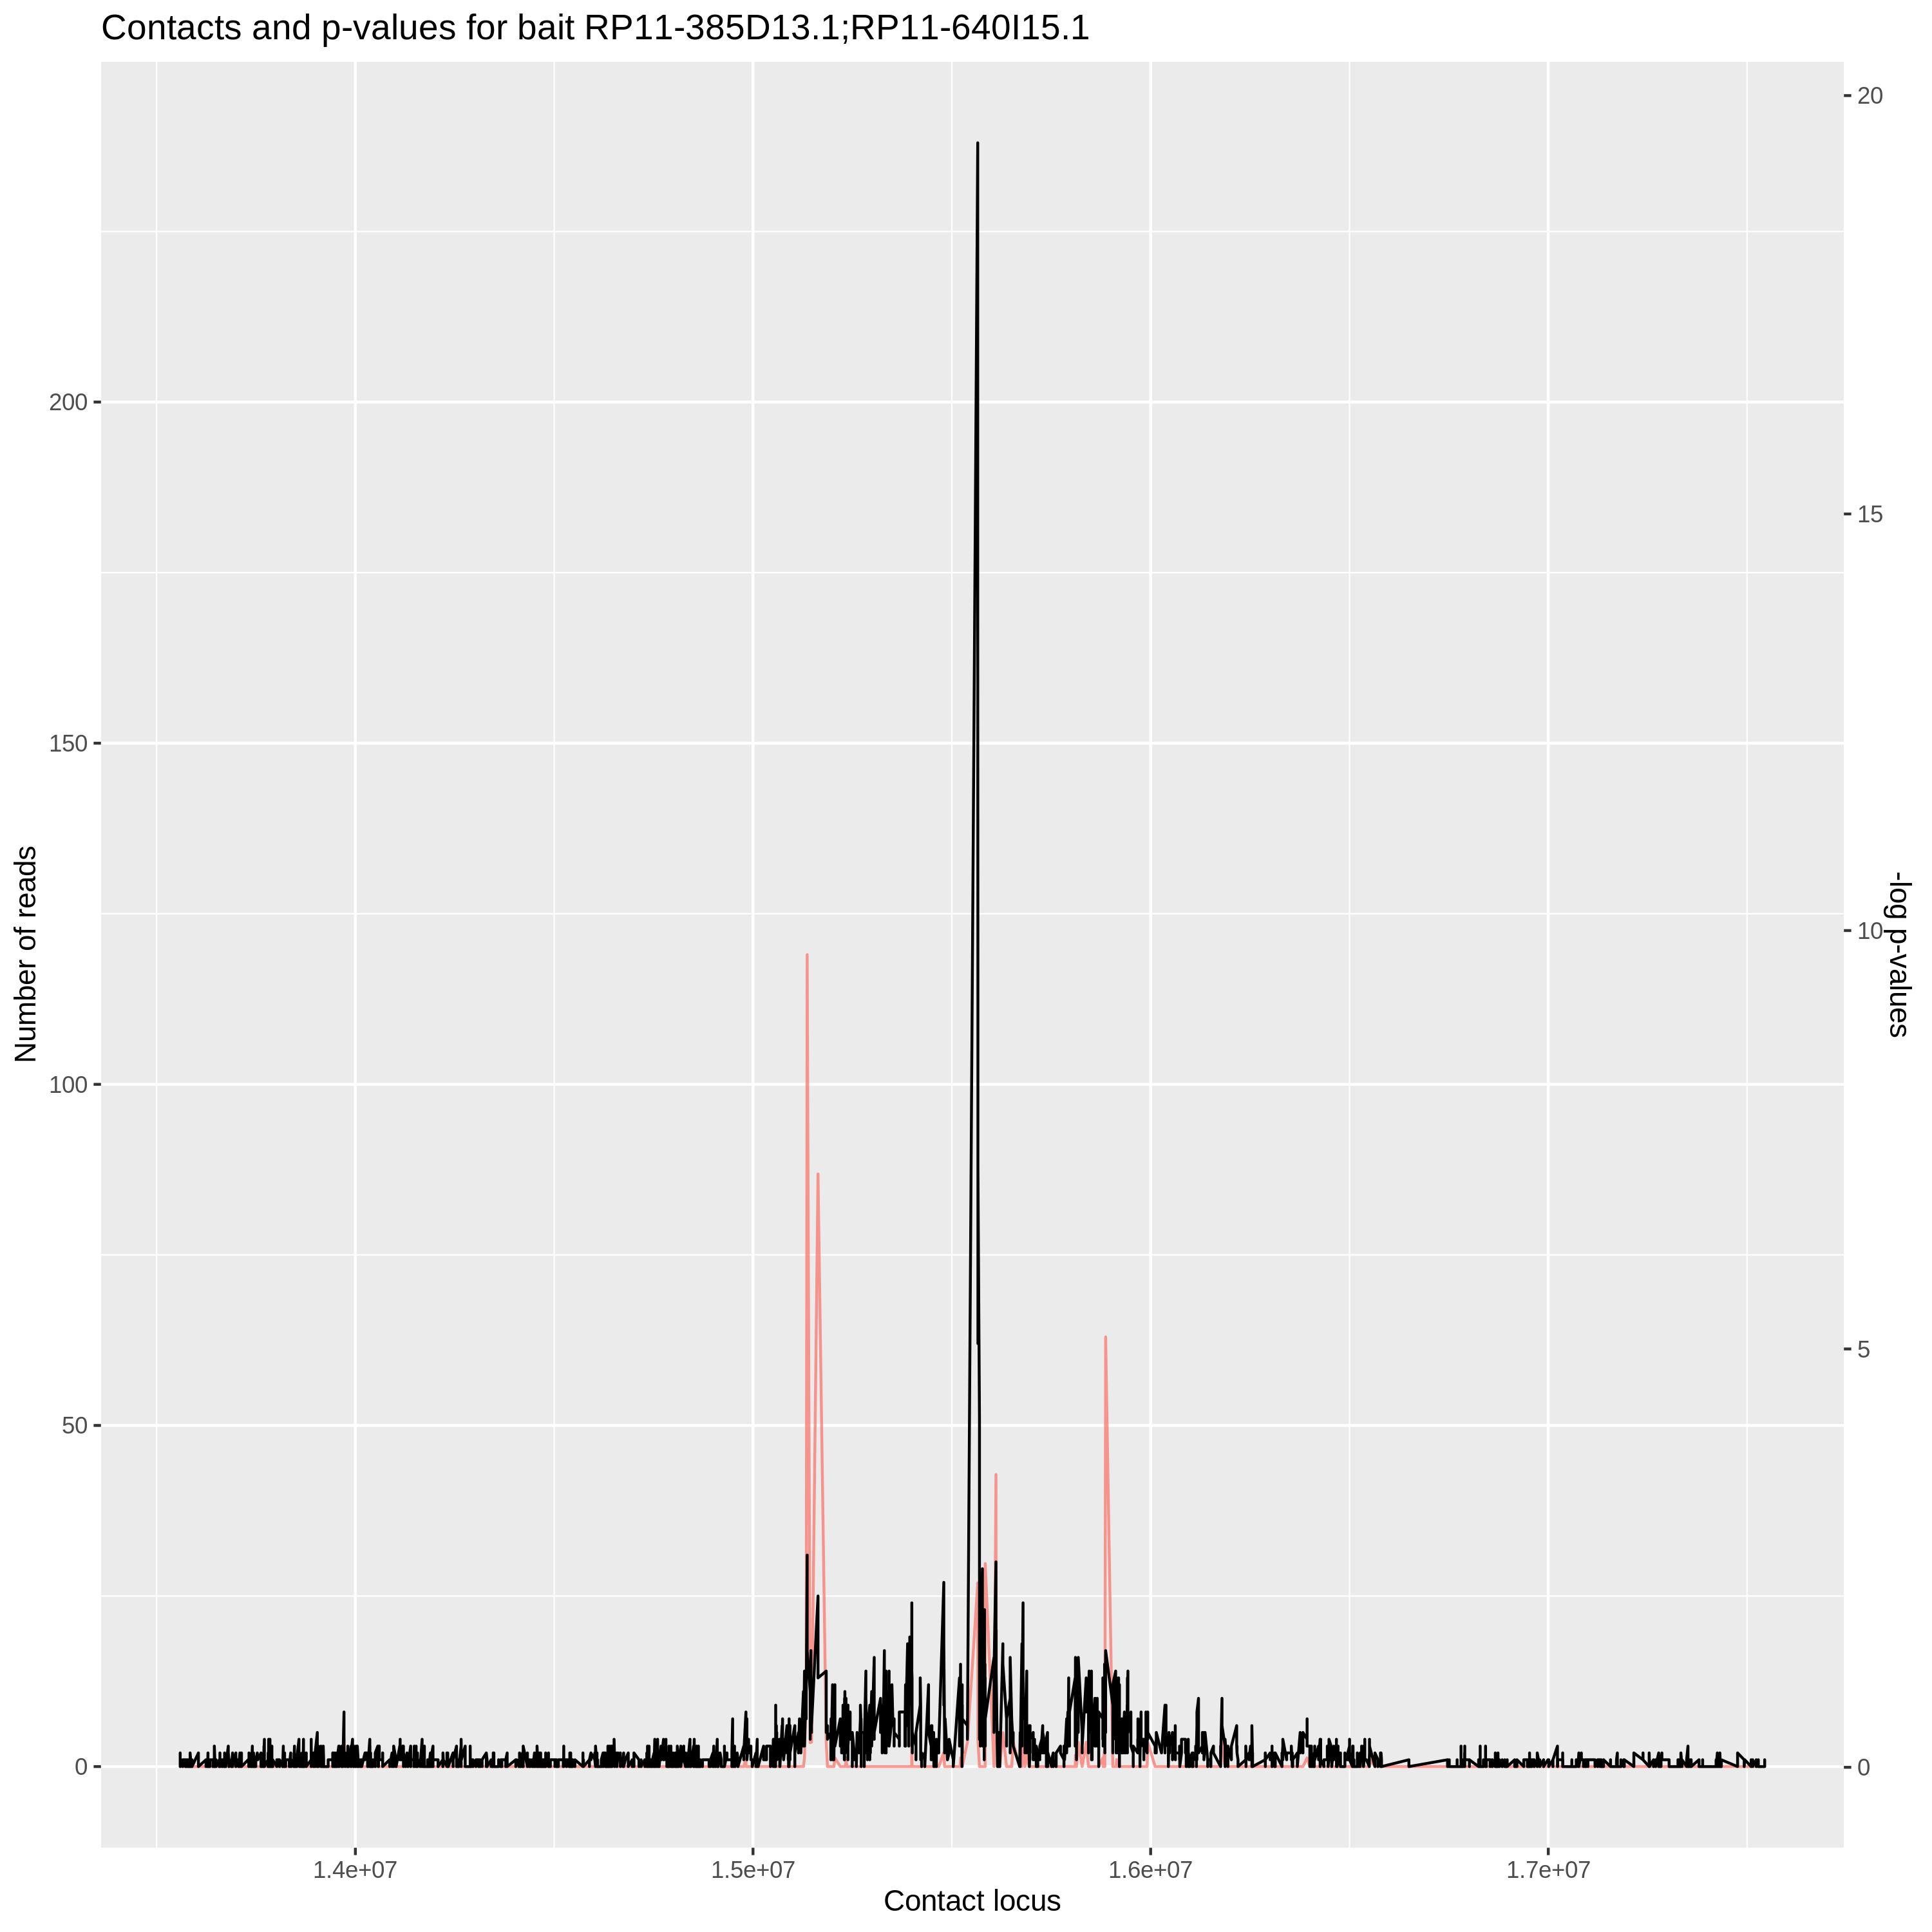 Contacts and p-values for bait RP11-385D13.1;RP11-640I15.1
Number of reads
200
150
100
50
0
20
15
10
5
0
-log p-values
1.4e+07 1.5e+07 1.6e+07 1.7e+07
Contact locus